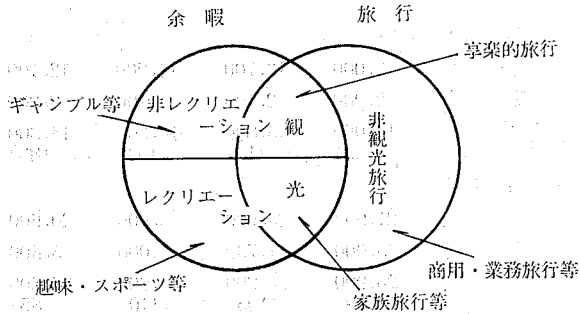 余暇
旅行
享楽的旅行
ギャンブル等
非レクリエ
ーション
観
非観光旅行
レクリエー
ション
光
趣味・スポーツ等
商用・業務旅行等
家族旅行等